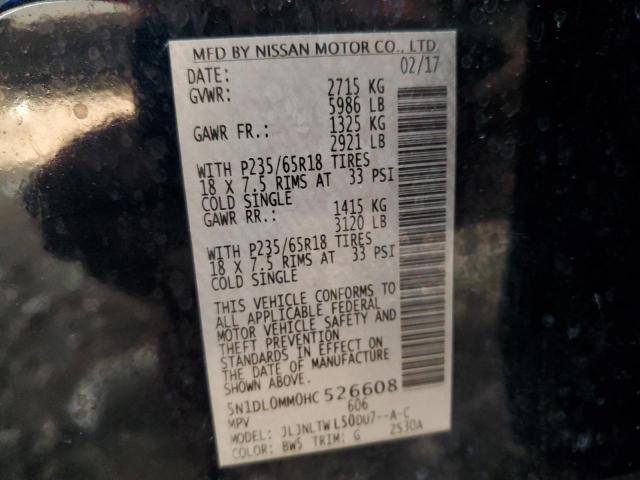 MFD BY NISSAN MOTOR CO., LTD.
DATE: 02/17
GVWR: 2715 KG
5986 LB
GAWR FR.: 1325 KG
2921 LB
WITH P235/65R18 TIRES
18 X 7.5 RIMS AT 33 PSI
COLD SINGLE
GAWR RR.: 1415 KG
3120 LB
WITH P235/65R18 TIRES
18 X 7.5 RIMS AT 33 PSI
COLD SINGLE
THIS VEHICLE CONFORMS TO
ALL APPLICABLE FEDERAL
MOTOR VEHICLE SAFETY AND
THEFT PREVENTION
STANDARDS IN EFFECT ON
THE DATE OF MANUFACTURE
SHOWN ABOVE.
5N1DL0MM0HC526608
MPV 606
MODEL: JLJNLTWL50DU7--A-C
COLOR: BW5 TRIM: G 2S30A